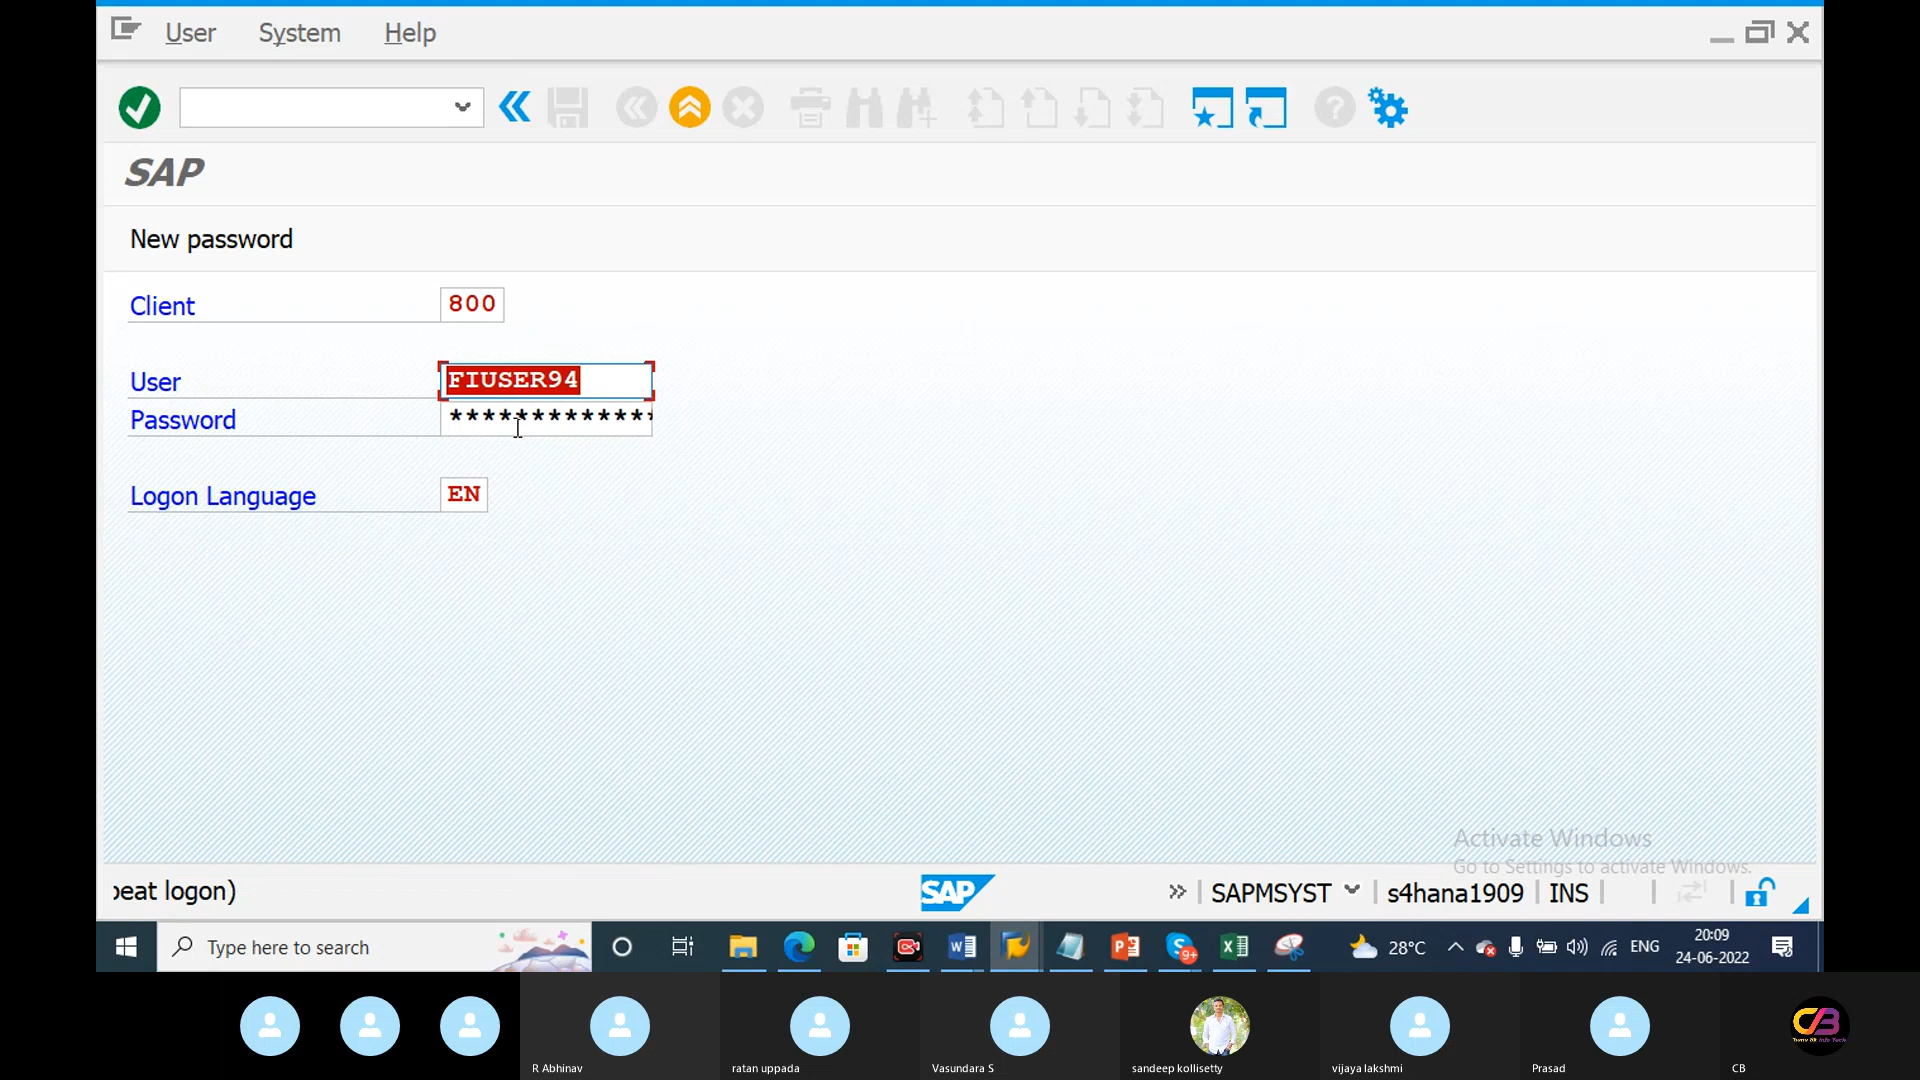 User System Help
SAP
New password
Client 800
User FIUSER94
Password *************
Logon Language EN
Activate Windows
Go to Settings to activate Windows.
peat logon) SAP SAPMSYST s4hana1909 INS
Type here to search 28°C ENG 20:09
24-06-2022
R Abhinav ratan uppada Vasundara S sandeep kollisetty vijaya lakshmi Prasad CB